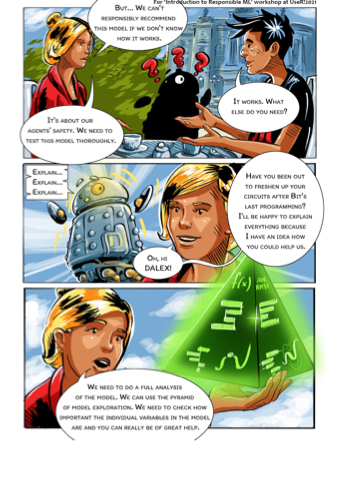 For 'Introduction to Responsible ML' workshop at UseR!2021
But... We can't
responsibly recommend
this model if we don't know
how it works.
???
It works. What
else do you need?
It's about our
agents' safety. We need to
test this model thoroughly.
Explain...
Explain...
Explain...
Have you been out
to freshen up your
circuits after Bit's
last programming?
I'll be happy to explain
everything because
I have an idea how
you could help us.
Oh, hi
DALEX!
f(x)
We need to do a full analysis
of the model. We can use the pyramid
of model exploration. We need to check how
important the individual variables in the model
are and you can really be of great help.